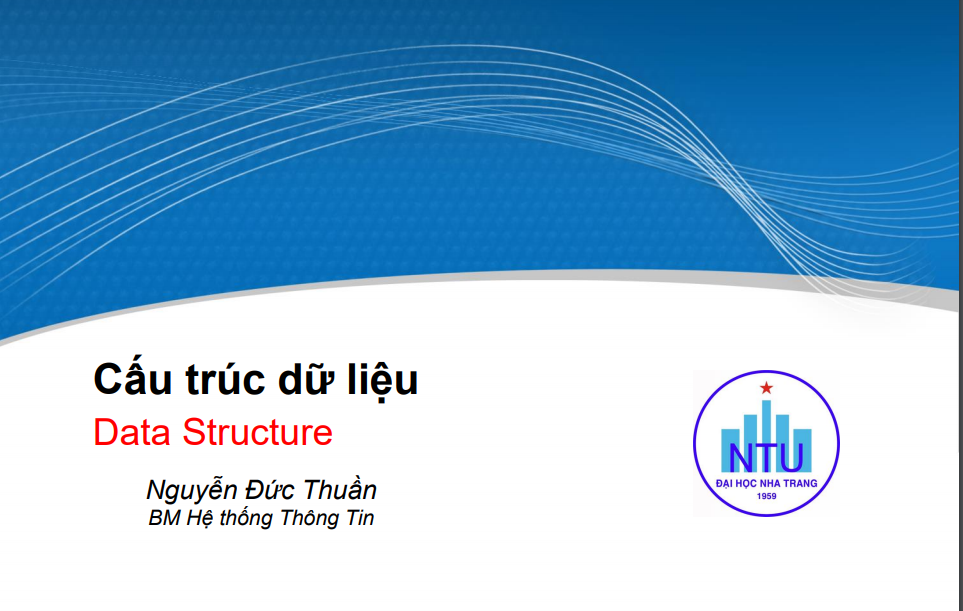 Cấu trúc dữ liệu
Data Structure
Nguyễn Đức Thuần
BM Hệ thống Thông Tin
NTU
ĐẠI HỌC NHA TRANG
1959